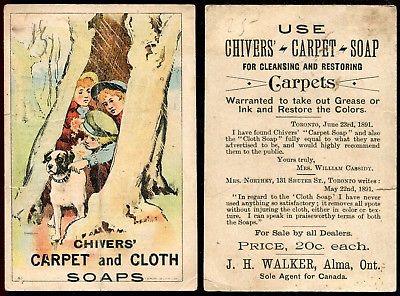 CHIVERS'
CARPET and CLOTH
SOAPS
USE
CHIVERS' CARPET SOAP
FOR CLEANSING AND RESTORING
Carpets
Warranted to take out Grease or
Ink and Restore the Colors.
TORONTO, June 23rd, 1891.
I have found Chivers' "Carpet Soap" and also
the "Cloth Soap" fully equal to what they are
advertised to be, and would highly recommend
them to the public.
Yours truly,
MRS. WILLIAM CASSIDY.
MRS. NORTHEY, 131 SHUTER ST., TORONTO writes:
May 22nd, 1891.
"In regard to the 'Cloth Soap' I have never
used anything so satisfactory; it removes all spots
without injuring the cloth, either in color or tex-
ture. I can speak in praiseworthy terms of both
the Soaps."
For Sale by all Dealers.
PRICE, 20c. each.
J. H. WALKER, Alma, Ont.
Sole Agent for Canada.